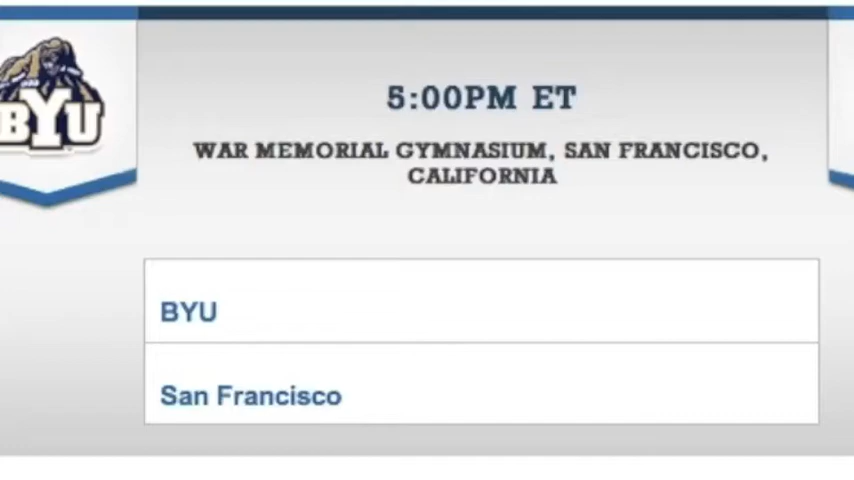 BYU
5:00PM ET
WAR MEMORIAL GYMNASIUM, SAN FRANCISCO,
CALIFORNIA
BYU
San Francisco